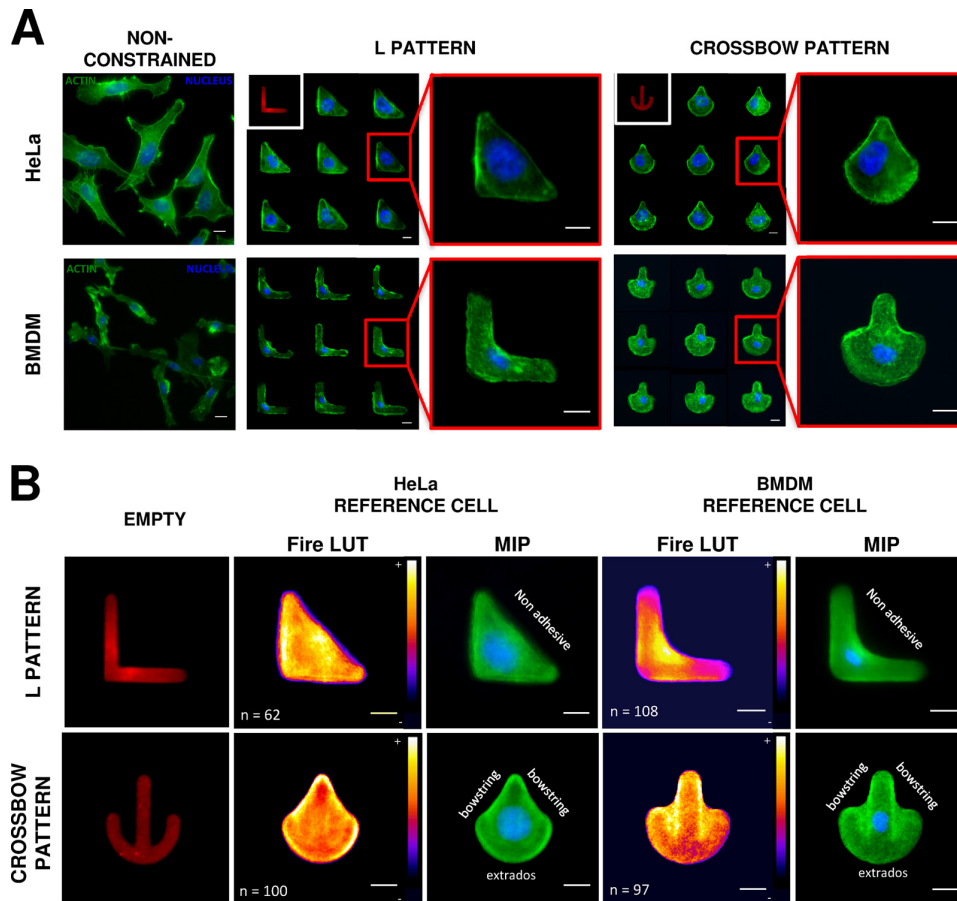 A
NON-
CONSTRAINED
L PATTERN
CROSSBOW PATTERN
HeLa
ACTIN
NUCLEUS
BMDM
ACTIN
NUCLEUS
B
EMPTY
HeLa
REFERENCE CELL
BMDM
REFERENCE CELL
Fire LUT
MIP
Fire LUT
MIP
L PATTERN
+
-
n = 62
Non adhesive
+
-
n = 108
Non adhesive
CROSSBOW
PATTERN
+
-
n = 100
bowstring
bowstring
extrados
+
-
n = 97
bowstring
bowstring
extrados